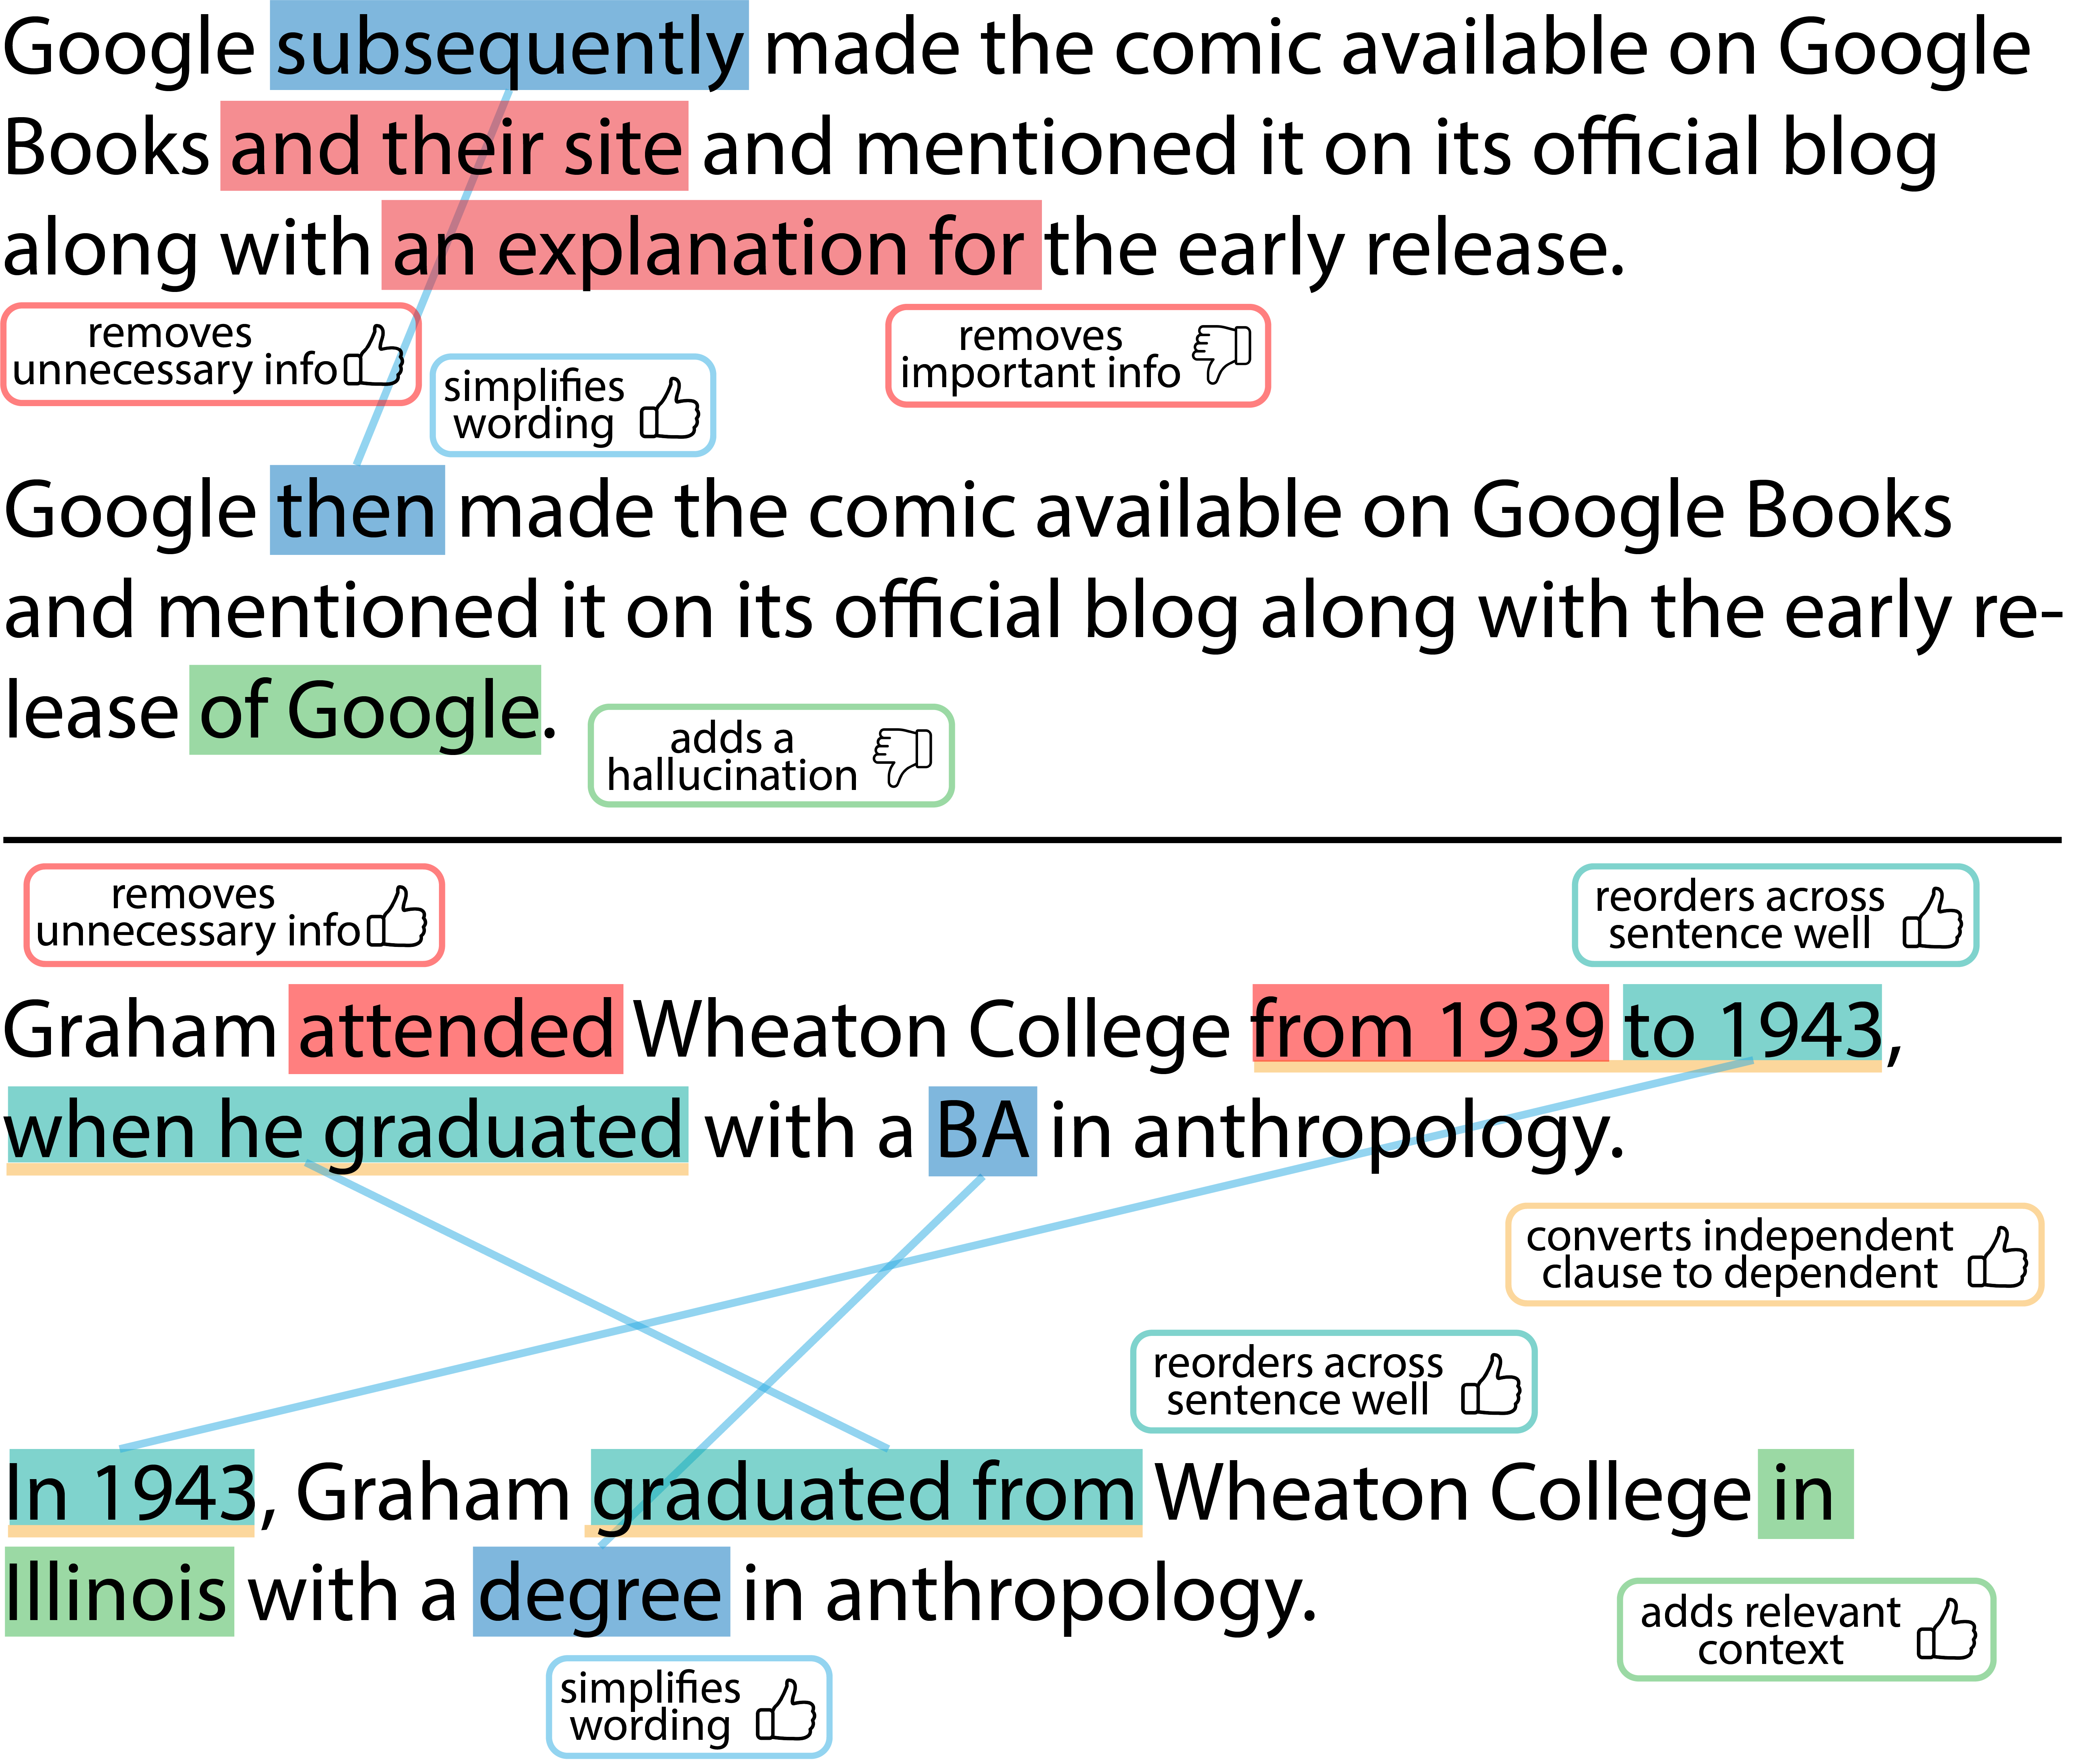 Google subsequently made the comic available on Google
Books and their site and mentioned it on its official blog
along with an explanation for the early release.
removes
unnecessary info
simplifies
wording
removes
important info
Google then made the comic available on Google Books
and mentioned it on its official blog along with the early re-
lease of Google.
adds a
hallucination
removes
unnecessary info
reorders across
sentence well
Graham attended Wheaton College from 1939 to 1943,
when he graduated with a BA in anthropology.
converts independent
clause to dependent
reorders across
sentence well
In 1943, Graham graduated from Wheaton College in
Illinois with a degree in anthropology.
adds relevant
context
simplifies
wording